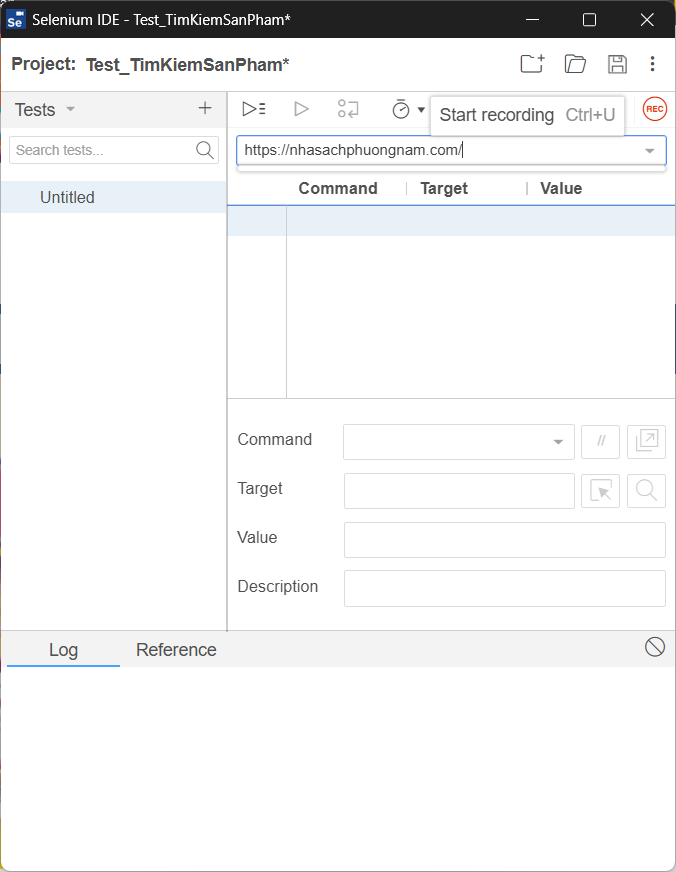 Se Selenium IDE - Test_TimKiemSanPham*
Project: Test_TimKiemSanPham*
Tests
Start recording Ctrl+U
REC
Search tests...
https://nhasachphuongnam.com/
Untitled
Command Target Value
Command
//
Target
Value
Description
Log Reference